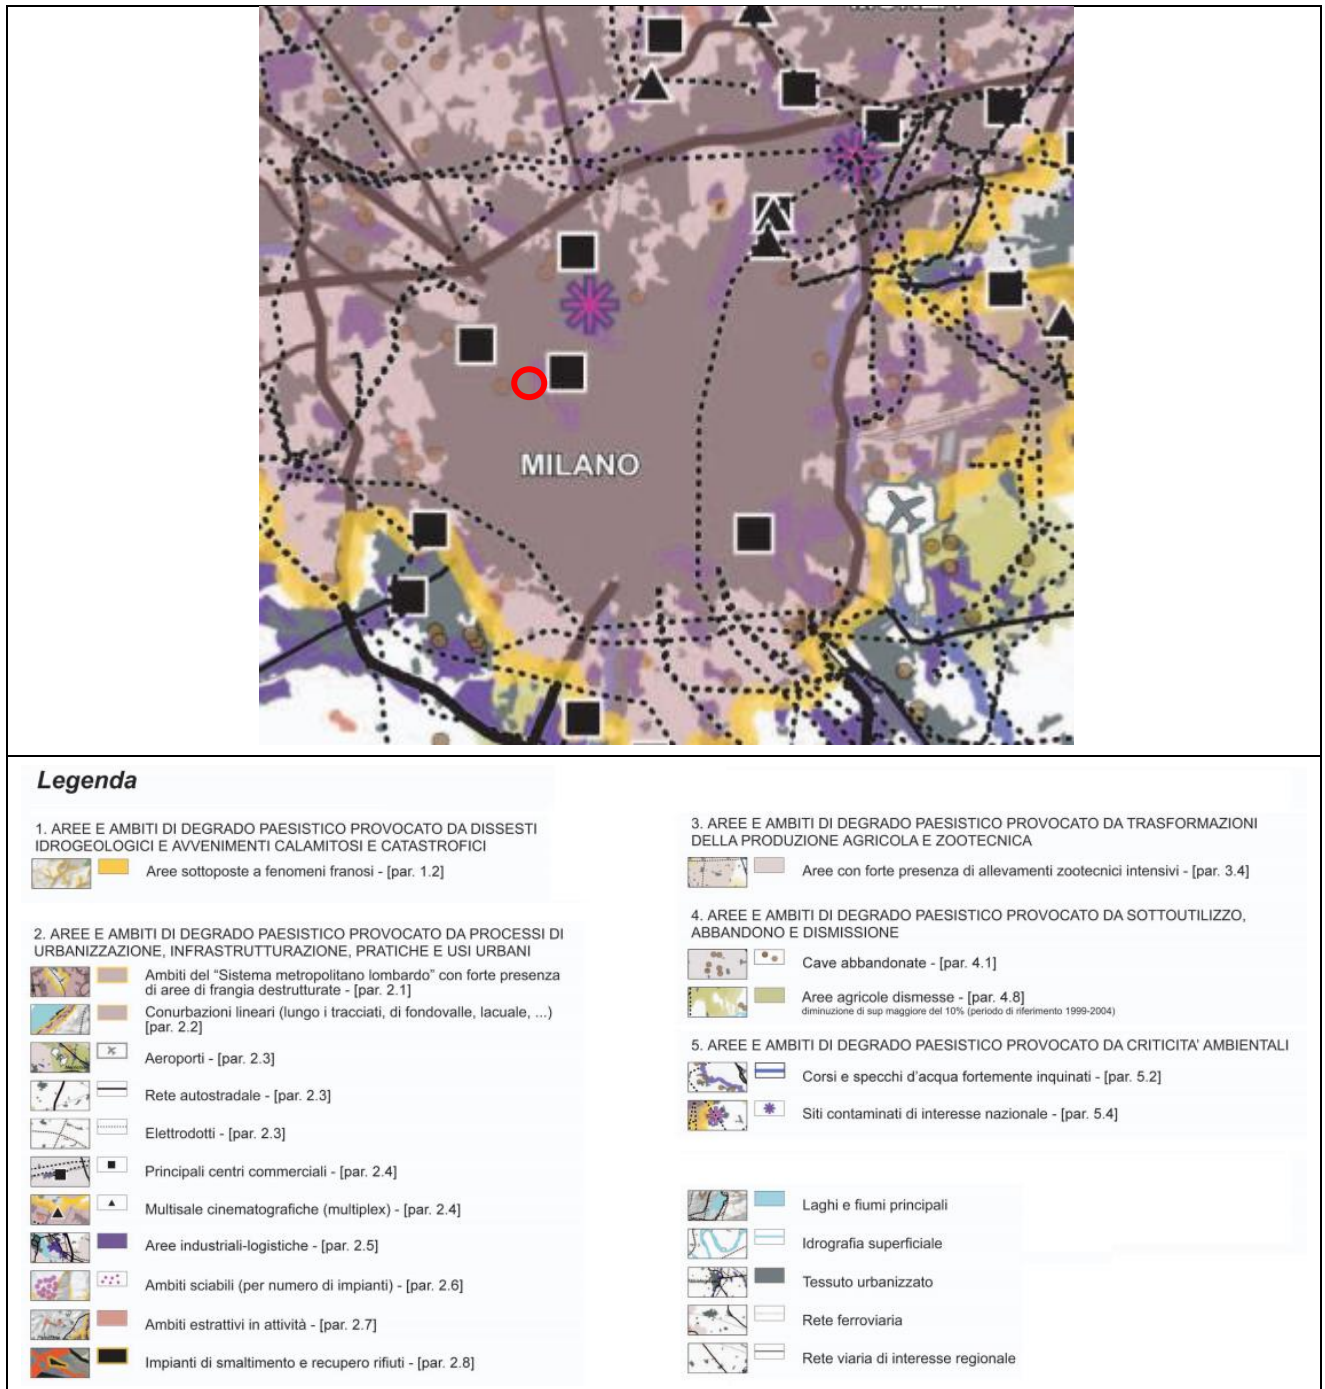 MILANO
Legenda
1. AREE E AMBITI DI DEGRADO PAESISTICO PROVOCATO DA DISSESTI
IDROGEOLOGICI E AVVENIMENTI CALAMITOSI E CATASTROFICI
Aree sottoposte a fenomeni franosi - [par. 1.2]
2. AREE E AMBITI DI DEGRADO PAESISTICO PROVOCATO DA PROCESSI DI
URBANIZZAZIONE, INFRASTRUTTURAZIONE, PRATICHE E USI URBANI
Ambiti del "Sistema metropolitano lombardo" con forte presenza
di aree di frangia destrutturate - [par. 2.1]
Conurbazioni lineari (lungo i tracciati, di fondovalle, lacuale, ...)
[par. 2.2]
Aeroporti - [par. 2.3]
Rete autostradale - [par. 2.3]
Elettrodotti - [par. 2.3]
Principali centri commerciali - [par. 2.4]
Multisale cinematografiche (multiplex) - [par. 2.4]
Aree industriali-logistiche - [par. 2.5]
Ambiti sciabili (per numero di impianti) - [par. 2.6]
Ambiti estrattivi in attività - [par. 2.7]
Impianti di smaltimento e recupero rifiuti - [par. 2.8]
3. AREE E AMBITI DI DEGRADO PAESISTICO PROVOCATO DA TRASFORMAZIONI
DELLA PRODUZIONE AGRICOLA E ZOOTECNICA
Aree con forte presenza di allevamenti zootecnici intensivi - [par. 3.4]
4. AREE E AMBITI DI DEGRADO PAESISTICO PROVOCATO DA SOTTOUTILIZZO,
ABBANDONO E DISMISSIONE
Cave abbandonate - [par. 4.1]
Aree agricole dismesse - [par. 4.8]
diminuzione di sup maggiore del 10% (periodo di riferimento 1999-2004)
5. AREE E AMBITI DI DEGRADO PAESISTICO PROVOCATO DA CRITICITA' AMBIENTALI
Corsi e specchi d'acqua fortemente inquinati - [par. 5.2]
Siti contaminati di interesse nazionale - [par. 5.4]
Laghi e fiumi principali
Idrografia superficiale
Tessuto urbanizzato
Rete ferroviaria
Rete viaria di interesse regionale